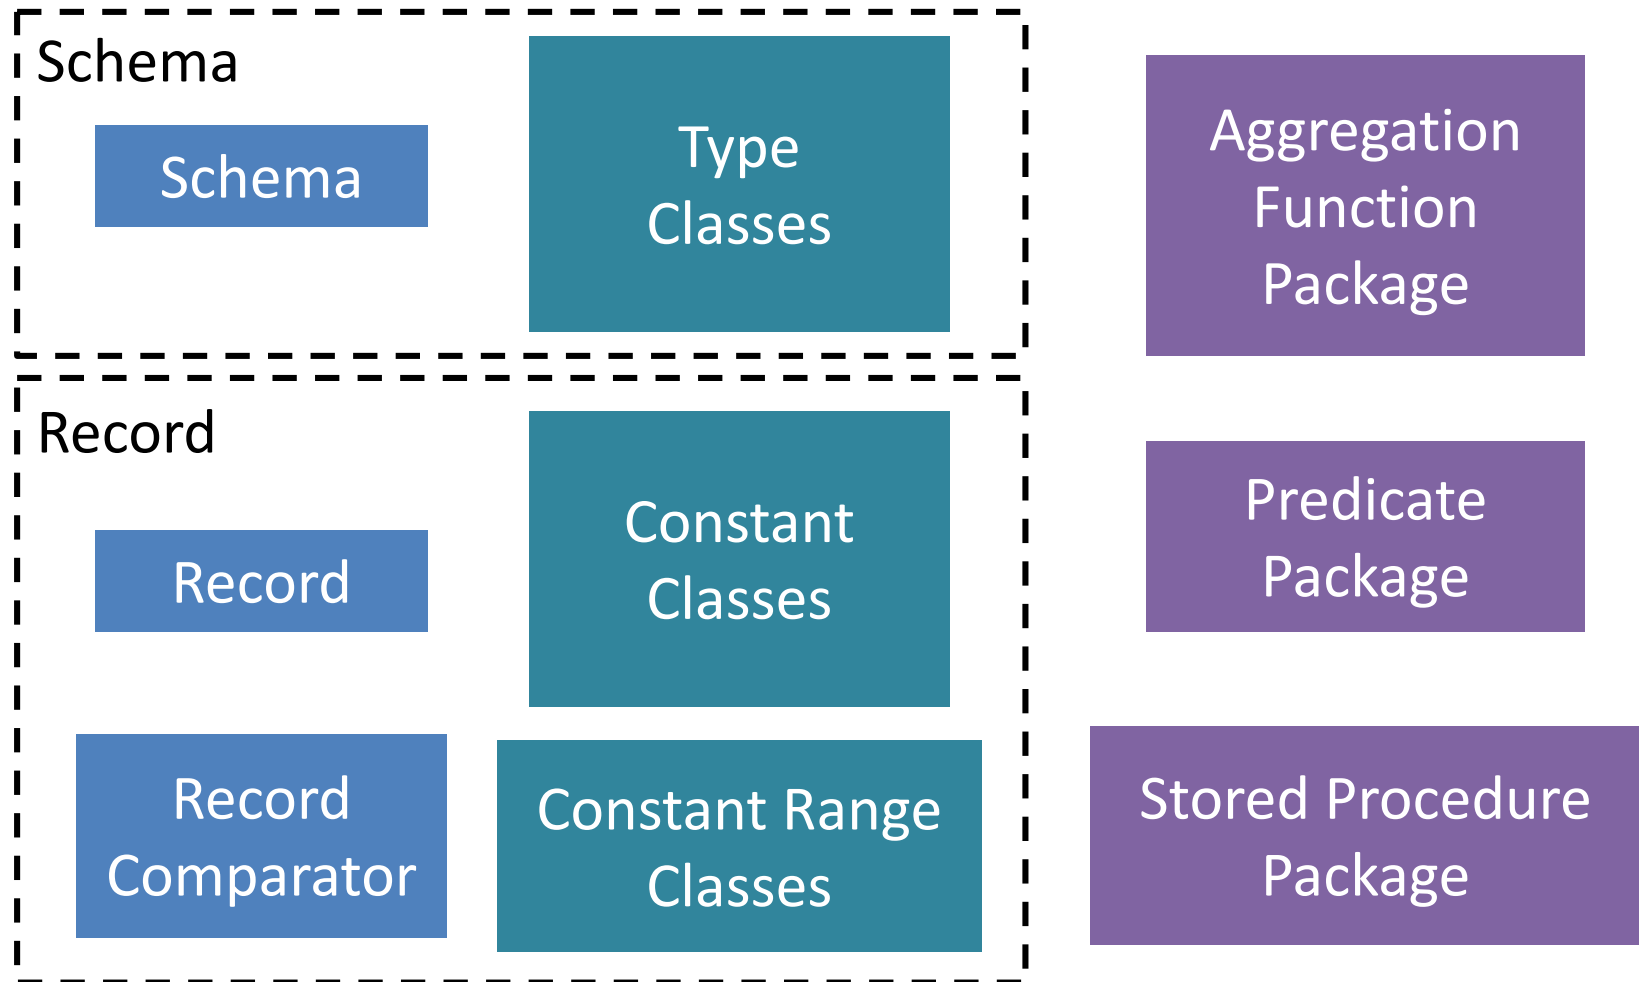 Schema
Schema
Type
Classes
Aggregation
Function
Package
Record
Record
Constant
Classes
Predicate
Package
Record
Comparator
Constant Range
Classes
Stored Procedure
Package